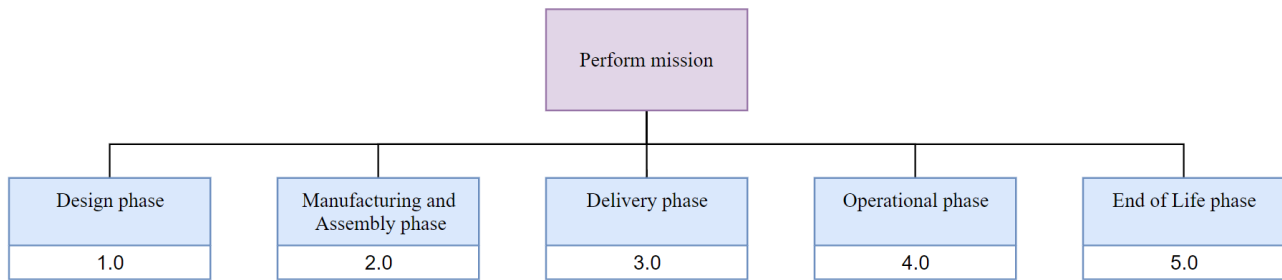 Perform mission
Design phase
1.0
Manufacturing and
Assembly phase
2.0
Delivery phase
3.0
Operational phase
4.0
End of Life phase
5.0